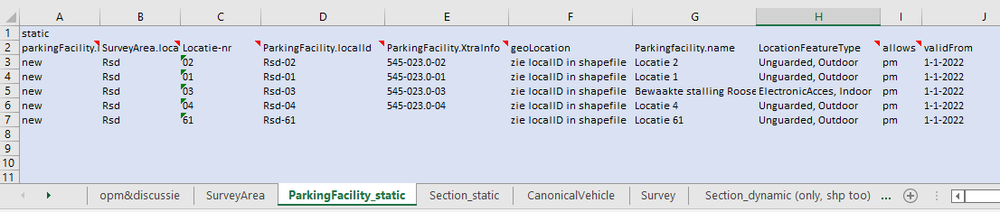 A B C D E F G H I J
1 static
2 parkingFacility. SurveyArea.loca Locatie-nr ParkingFacility.localId ParkingFacility.XtraInfo geoLocation Parkingfacility.name LocationFeatureType allows validFrom
3 new Rsd 02 Rsd-02 545-023.0-02 zie localID in shapefile Locatie 2 Unguarded, Outdoor pm 1-1-2022
4 new Rsd 01 Rsd-01 545-023.0-01 zie localID in shapefile Locatie 1 Unguarded, Outdoor pm 1-1-2022
5 new Rsd 03 Rsd-03 545-023.0-03 zie localID in shapefile Bewaakte stalling Roose ElectronicAcces, Indoor pm 1-1-2022
6 new Rsd 04 Rsd-04 545-023.0-04 zie localID in shapefile Locatie 4 Unguarded, Outdoor pm 1-1-2022
7 new Rsd 61 Rsd-61 zie localID in shapefile Locatie 61 Unguarded, Outdoor pm 1-1-2022
8
9
10
11
opm&discussie SurveyArea ParkingFacility_static Section_static CanonicalVehicle Survey Section_dynamic (only, shp too) ...